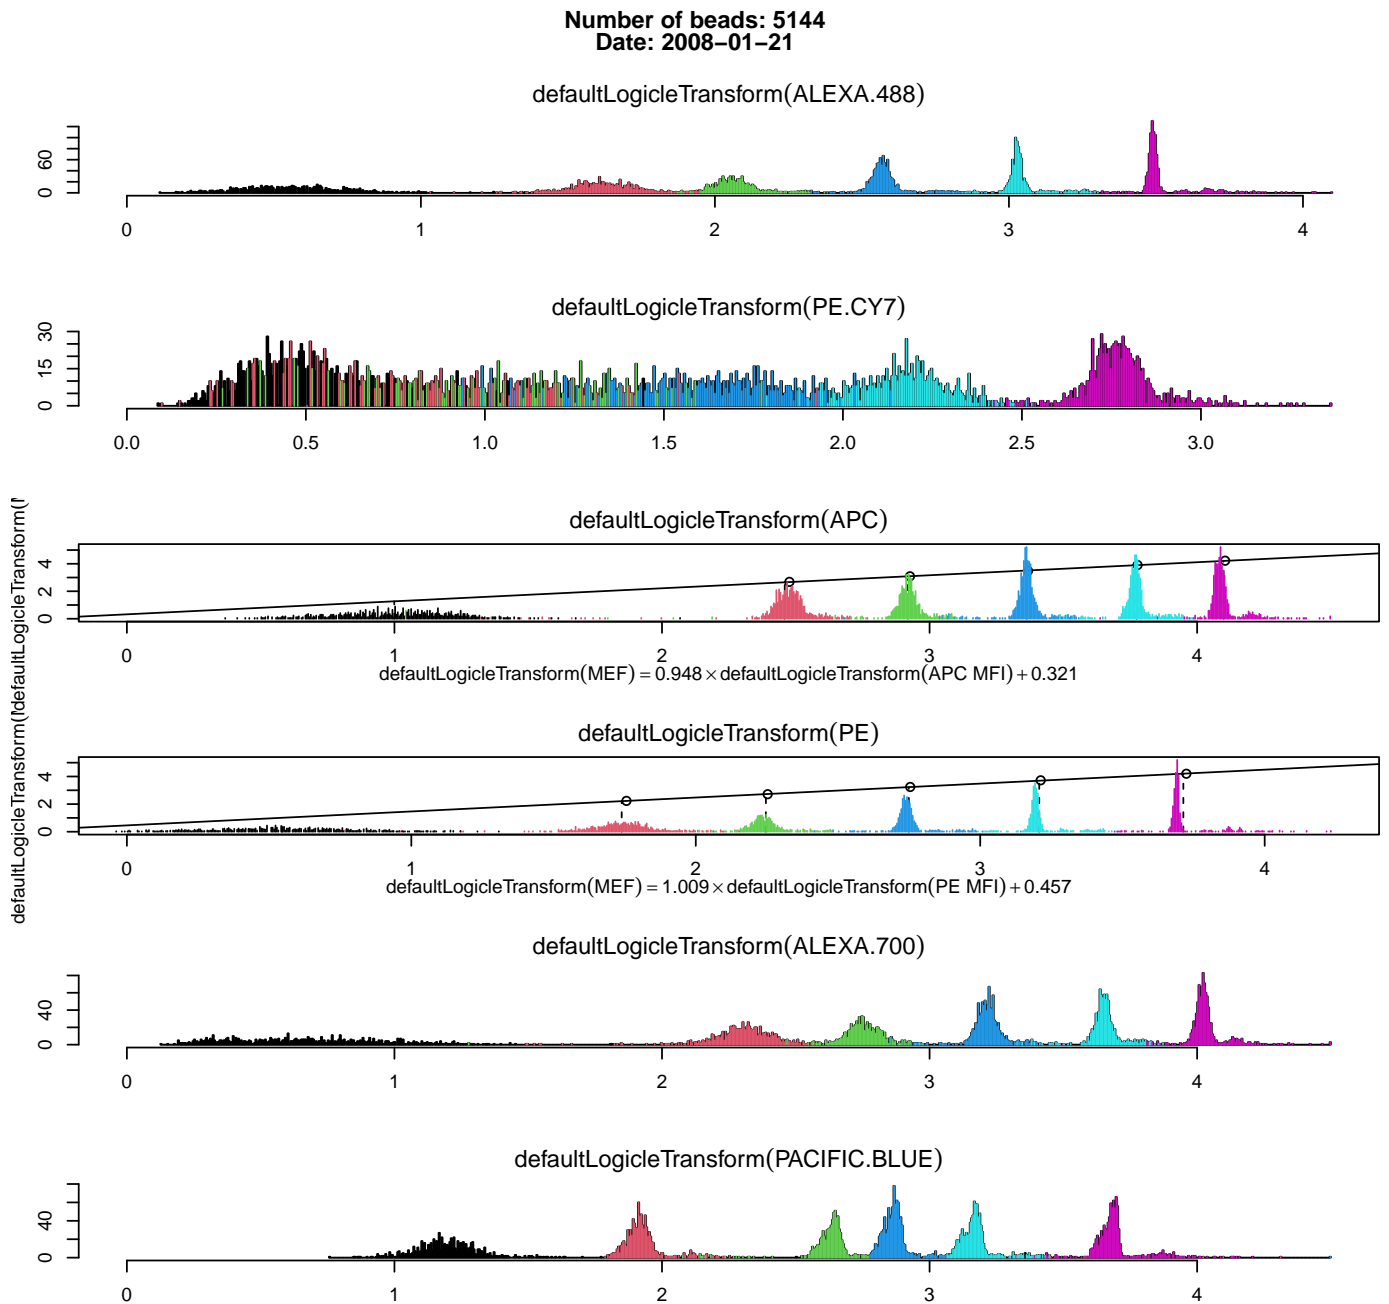 Number of beads: 5144
Date: 2008−01−21
defaultLogicleTransform(ALEXA.488)
0 60
0 1 2 3 4
defaultLogicleTransform(PE.CY7)
0 15 30
0.0 0.5 1.0 1.5 2.0 2.5 3.0
defaultLogicleTransform(APC)
defaultLogicleTransform(
0 2 4
0 1 2 3 4
defaultLogicleTransform(MEF) = 0.948 × defaultLogicleTransform(APC MFI) + 0.321
defaultLogicleTransform(PE)
defaultLogicleTransform(
0 2 4
0 1 2 3 4
defaultLogicleTransform(MEF) = 1.009 × defaultLogicleTransform(PE MFI) + 0.457
defaultLogicleTransform(ALEXA.700)
0 40
0 1 2 3 4
defaultLogicleTransform(PACIFIC.BLUE)
0 40
0 1 2 3 4